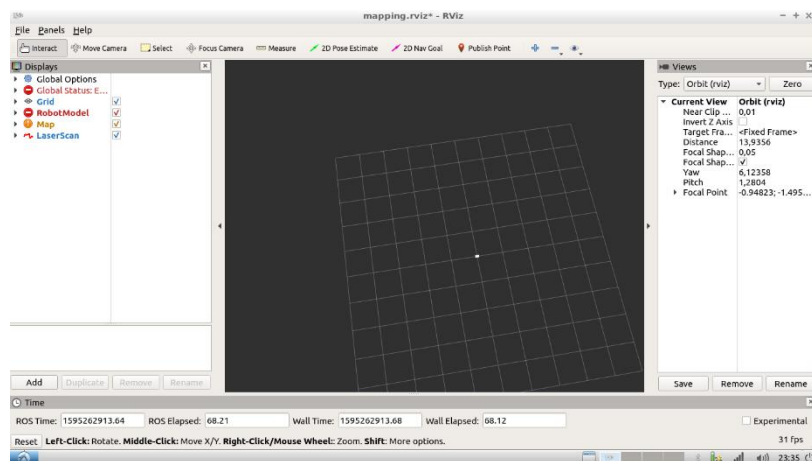 mapping.rviz* - RViz
File Panels Help
Interact Move Camera Select Focus Camera Measure 2D Pose Estimate 2D Nav Goal Publish Point
Displays
Global Options
Global Status: E...
Grid
RobotModel
Map
LaserScan
Add Duplicate Remove Rename
Views
Type: Orbit (rviz) Zero
Current View Orbit (rviz)
Near Clip ... 0,01
Invert Z Axis
Target Fra... <Fixed Frame>
Distance 13,9356
Focal Shap... 0,05
Focal Shap...
Yaw 6,12358
Pitch 1,2804
Focal Point -0.94823; -1.495...
Save Remove Rename
Time
ROS Time: 1595262913.64 ROS Elapsed: 68.21 Wall Time: 1595262913.68 Wall Elapsed: 68.12 Experimental
Reset Left-Click: Rotate. Middle-Click: Move X/Y. Right-Click/Mouse Wheel: Zoom. Shift: More options. 31 fps
23:35